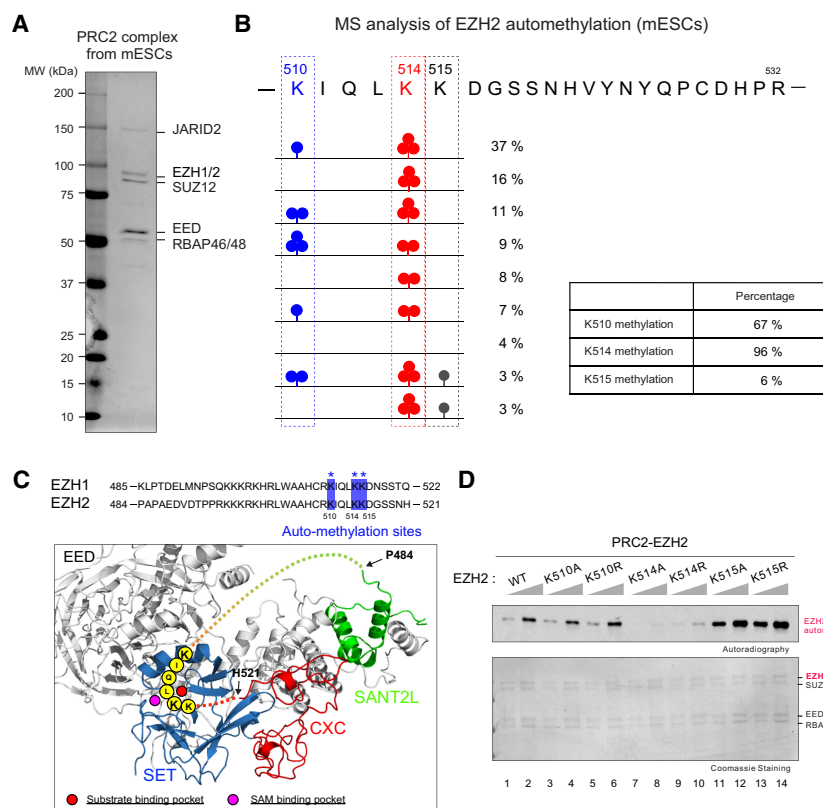 A
PRC2 complex
from mESCs
MW (kDa)
200
150
100
75
50
37
25
20
15
10
JARID2
EZH1/2
SUZ12
EED
RBAP46/48
B
MS analysis of EZH2 automethylation (mESCs)
510 514 515 532
— K I Q L K K D G S S N H V Y N Y Q P C D H P R —
37 %
16 %
11 %
9 %
8 %
7 %
4 %
3 %
3 %
Percentage
K510 methylation 67 %
K514 methylation 96 %
K515 methylation 6 %
C
* * *
EZH1 485 — KLPTDELMNPSQKKKRKHRLWAAHCRKIQLKKDNSSTQ — 522
EZH2 484 — PAPAEDVDTPPRKKKRKHRLWAAHCRKIQLKKDGSSNH — 521
510 514 515
Auto-methylation sites
EED
P484
K
I
Q
L
K
K
H521
SANT2L
CXC
SET
Substrate binding pocket
SAM binding pocket
D
PRC2-EZH2
EZH2 : WT K510A K510R K514A K514R K515A K515R
Autoradiography
EED
Coomassie Staining
1 2 3 4 5 6 7 8 9 10 11 12 13 14